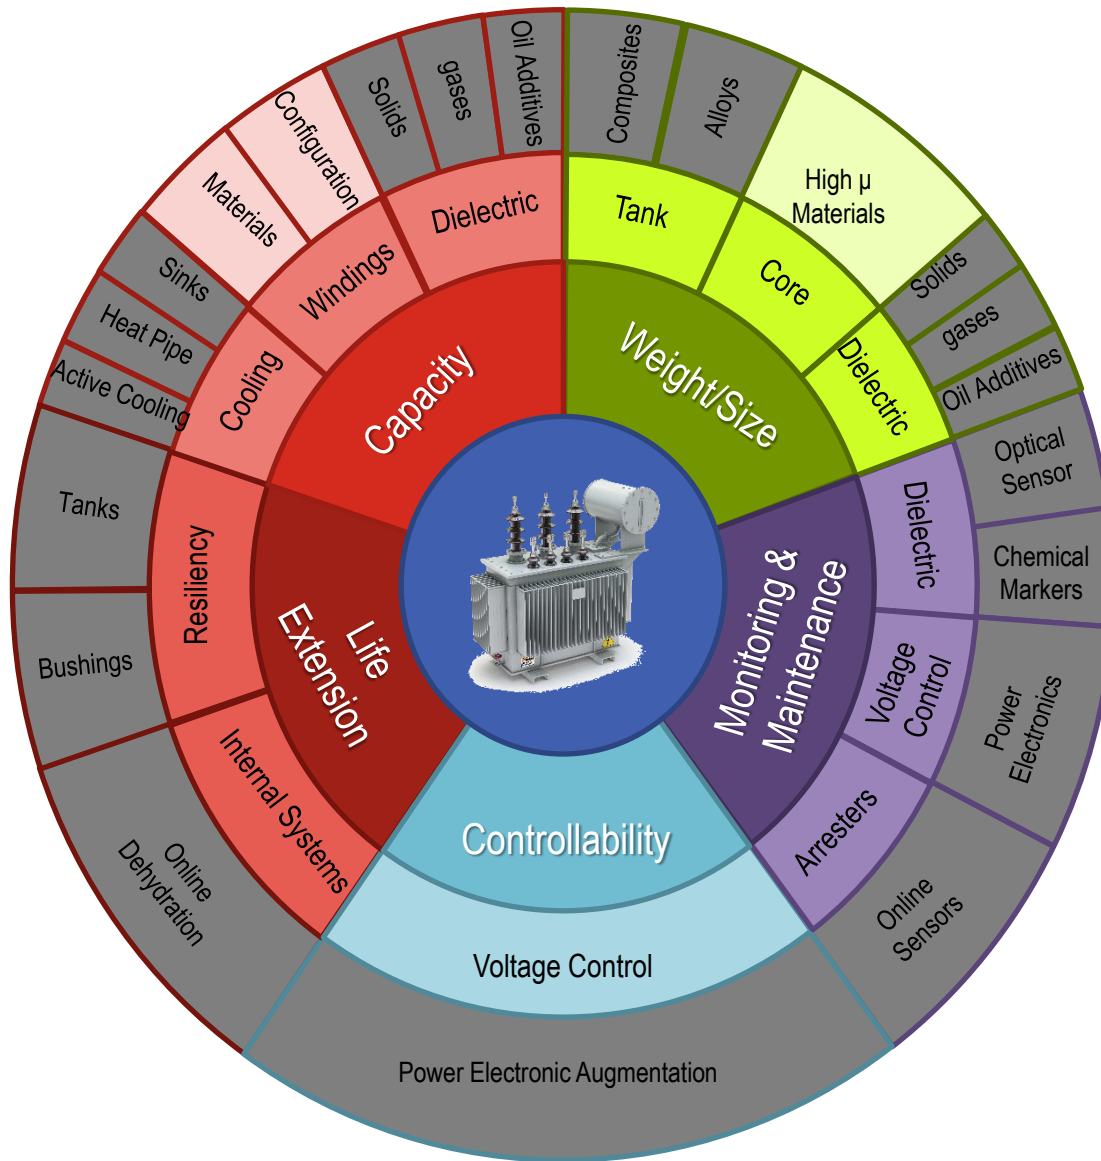 Capacity
Dielectric
Oil Additives
gases
Solids
Windings
Configuration
Materials
Cooling
Sinks
Heat Pipe
Active Cooling
Weight/Size
Tank
Composites
Alloys
Core
High µ
Materials
Dielectric
Solids
gases
Oil Additives
Monitoring &
Maintenance
Dielectric
Optical
Sensor
Chemical
Markers
Voltage
Control
Power
Electronics
Arresters
Online
Sensors
Controllability
Voltage Control
Power Electronic Augmentation
Life
Extension
Resiliency
Tanks
Bushings
Internal Systems
Online
Dehydration